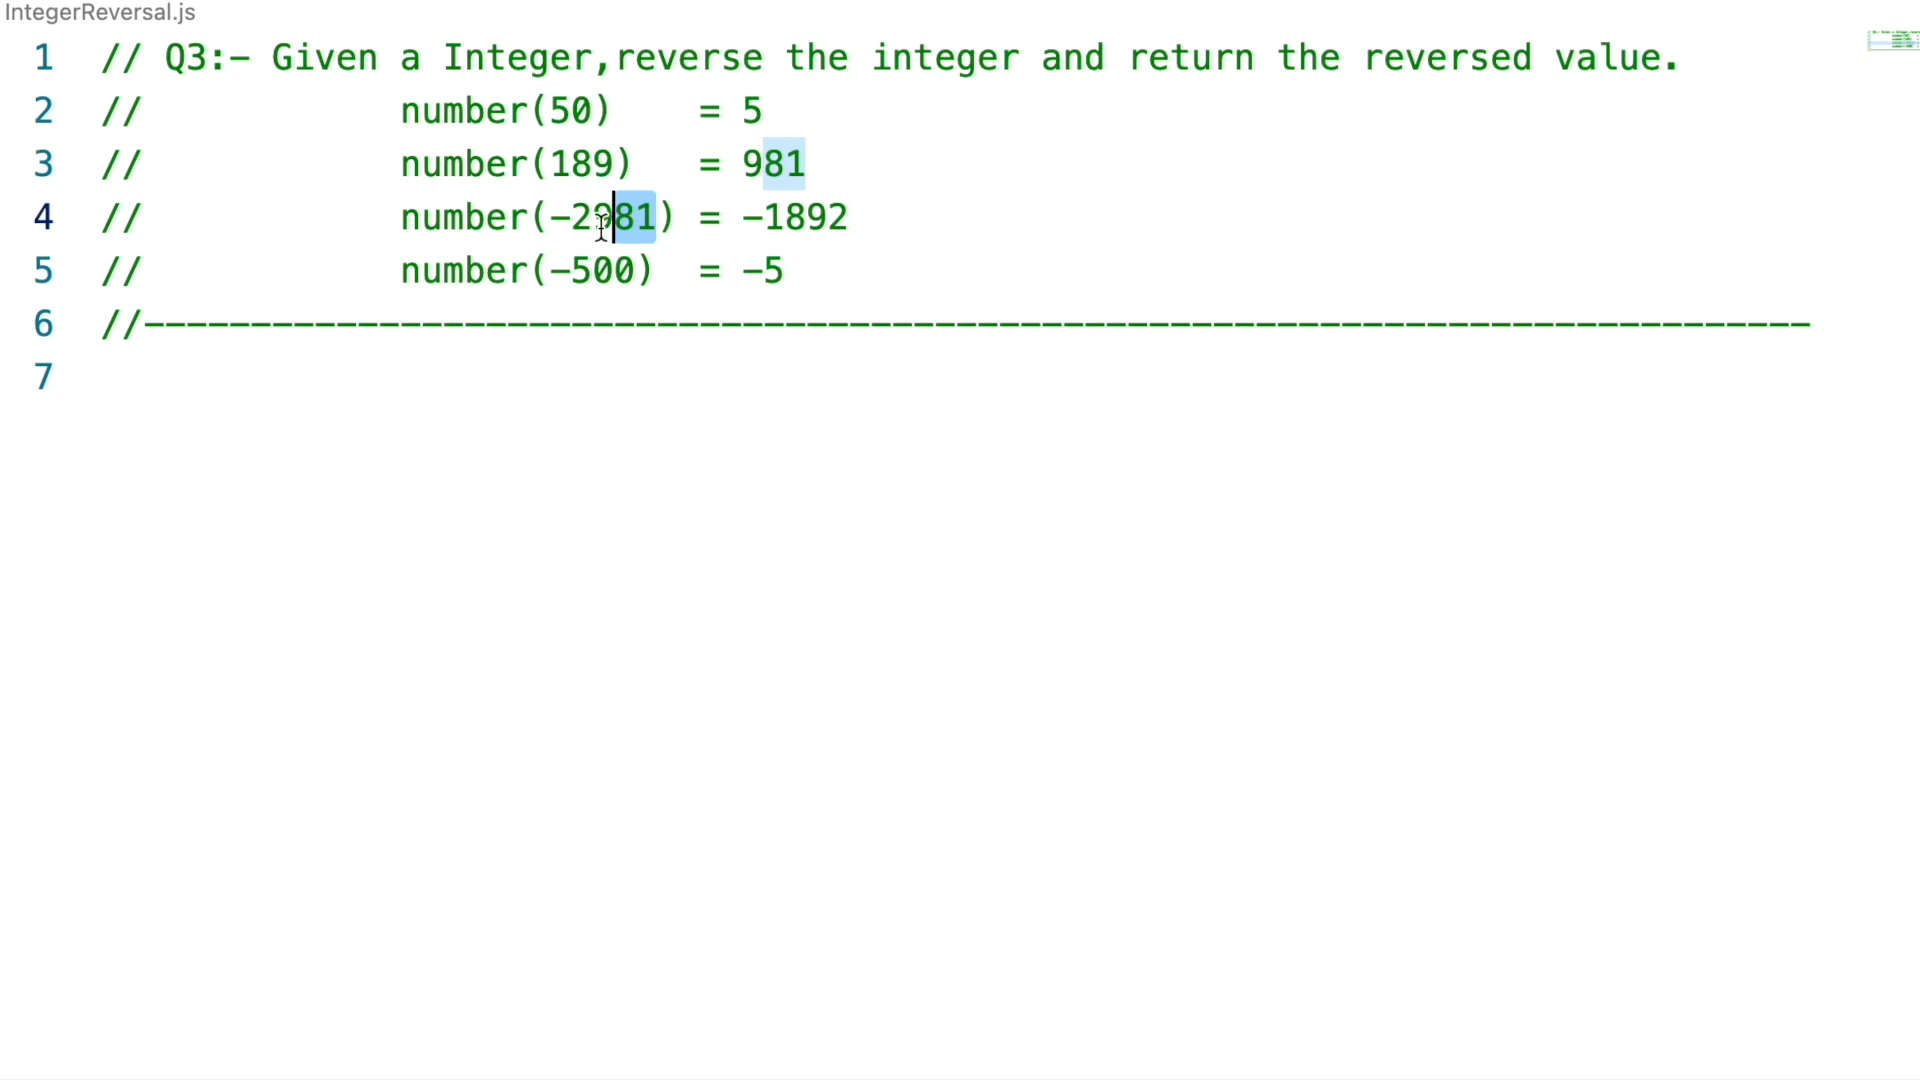 IntegerReversal.js
1 // Q3:- Given a Integer,reverse the integer and return the reversed value.
2 // number(50) = 5
3 // number(189) = 981
4 // number(-2981) = -1892
5 // number(-500) = -5
6 //------------------------------------------------------------------------------
7